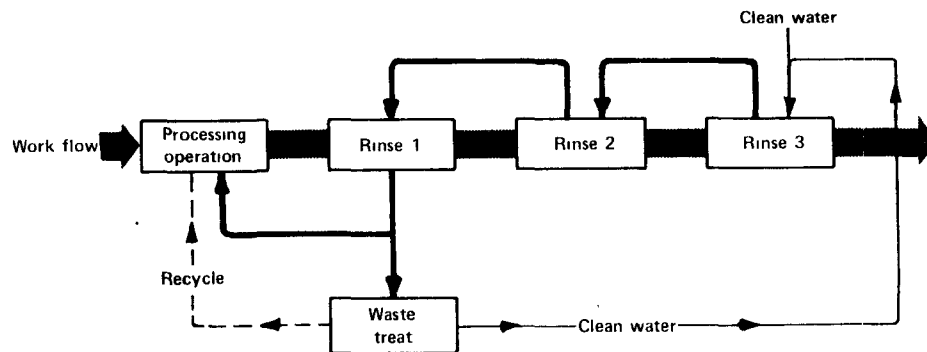 Clean water
Work flow
Processing
operation
Rinse 1
Rinse 2
Rinse 3
Recycle
Waste
treat
Clean water